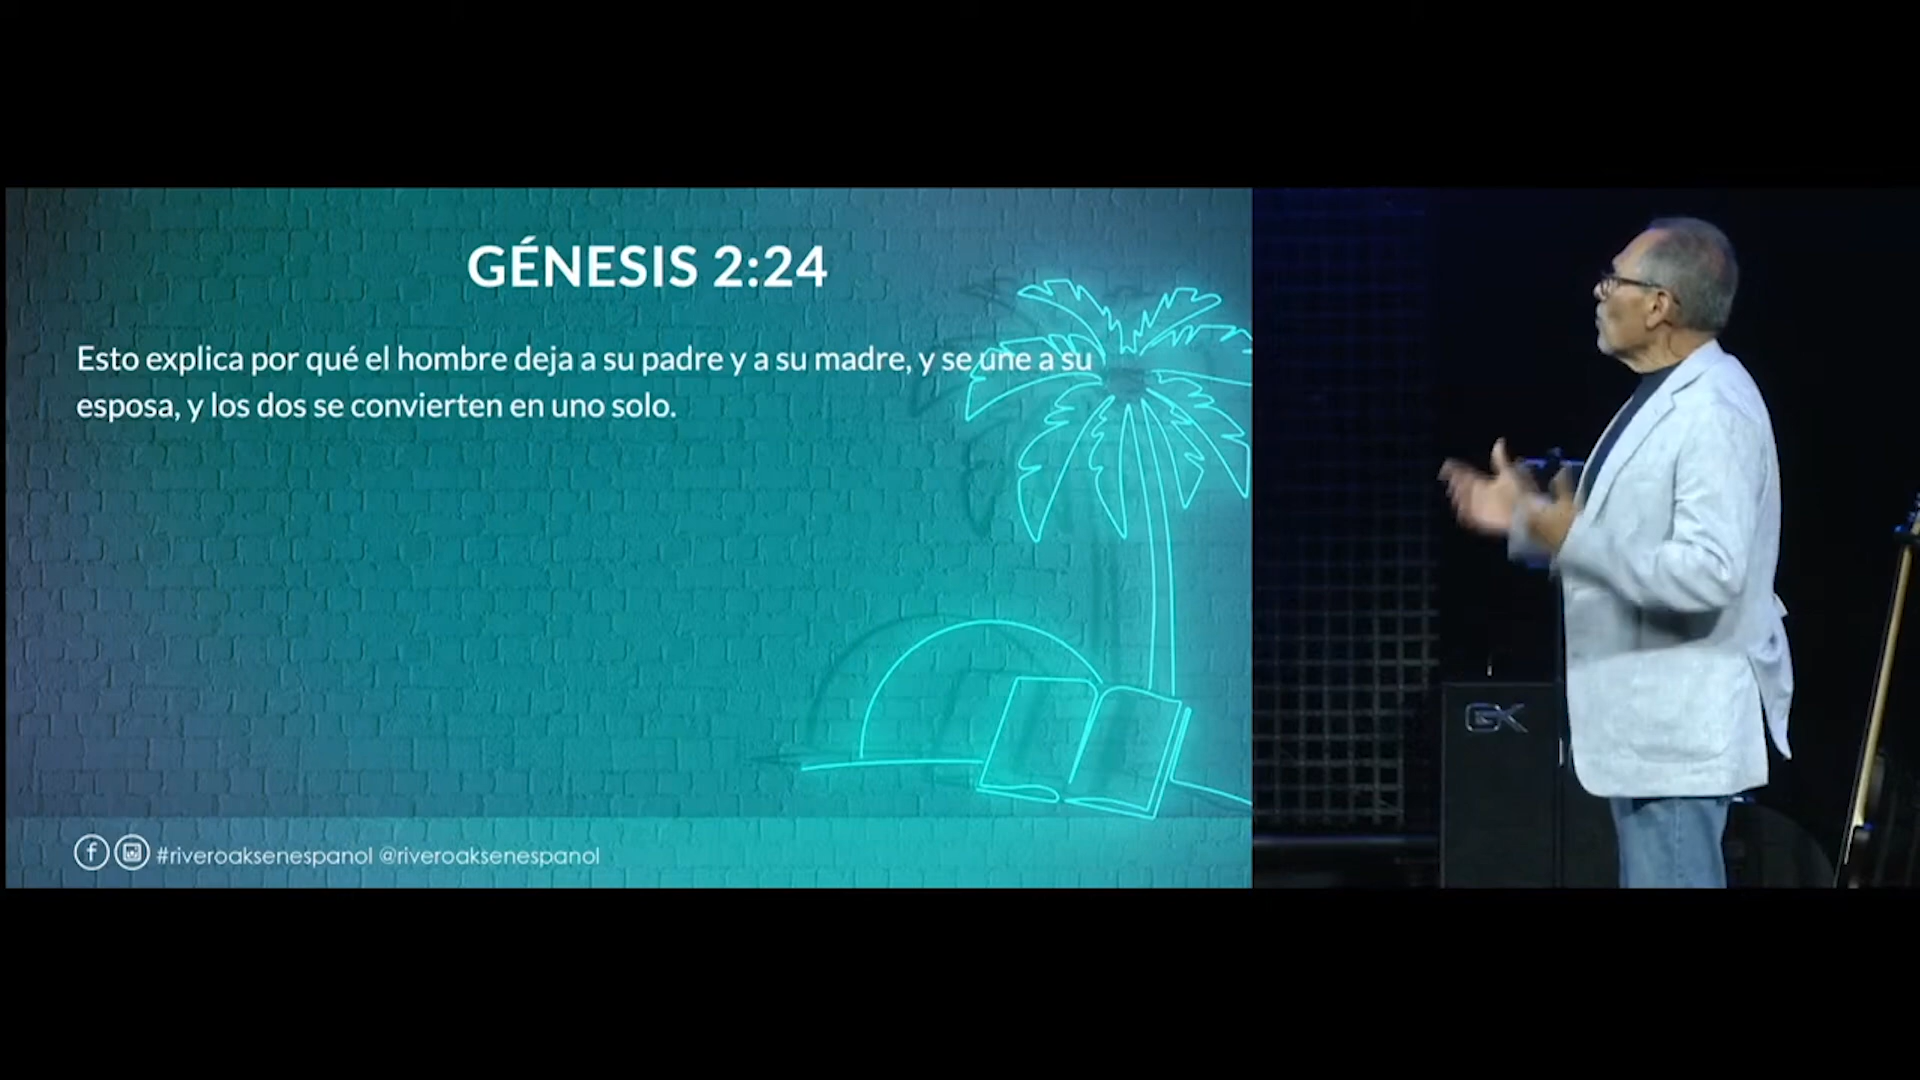 GÉNESIS 2:24
Esto explica por qué el hombre deja a su padre y a su madre, y se une a su
esposa, y los dos se convierten en uno solo.
#riveroaksenespanol @riveroaksenespanol
GK